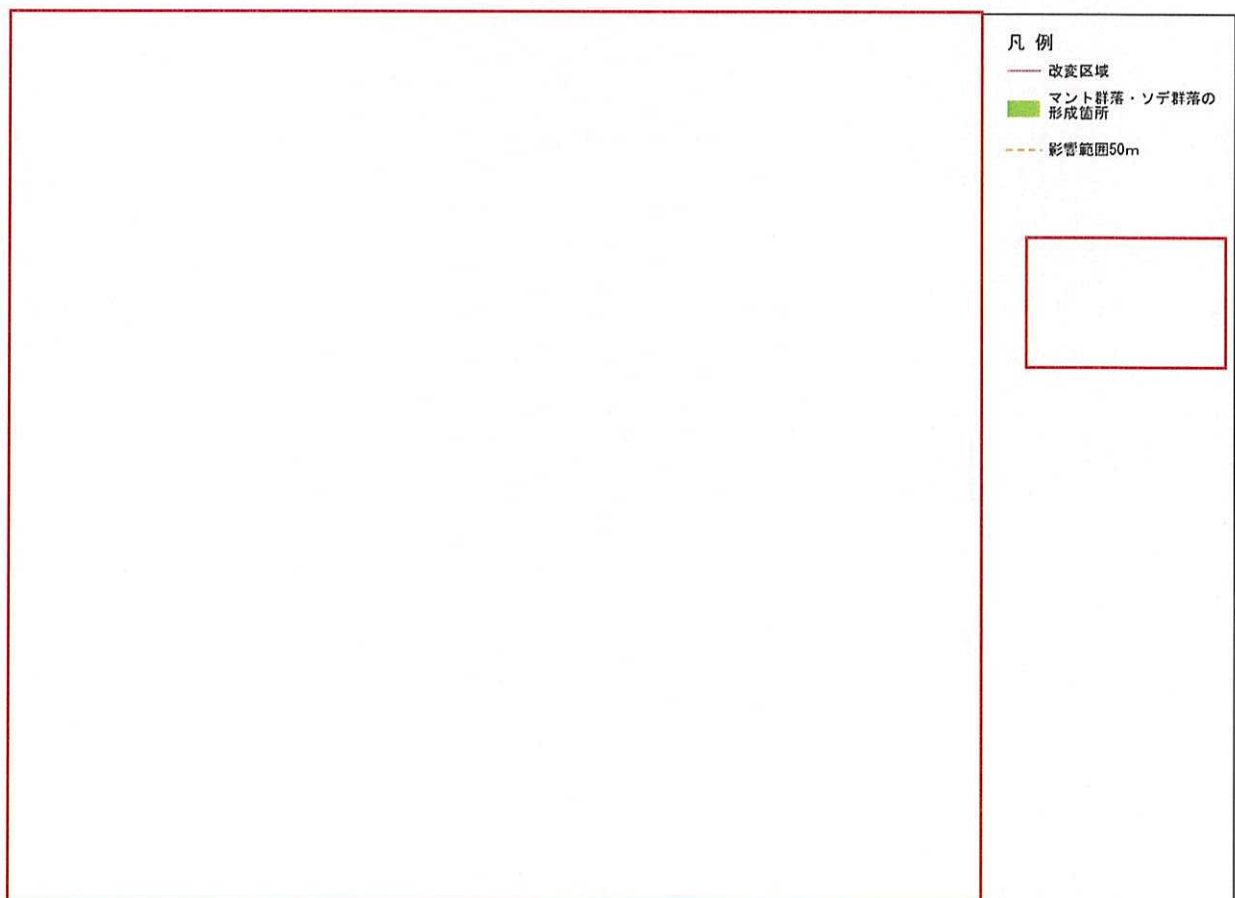 凡 例
改変区域
マント群落・ソデ群落の
形成箇所
影響範囲50m